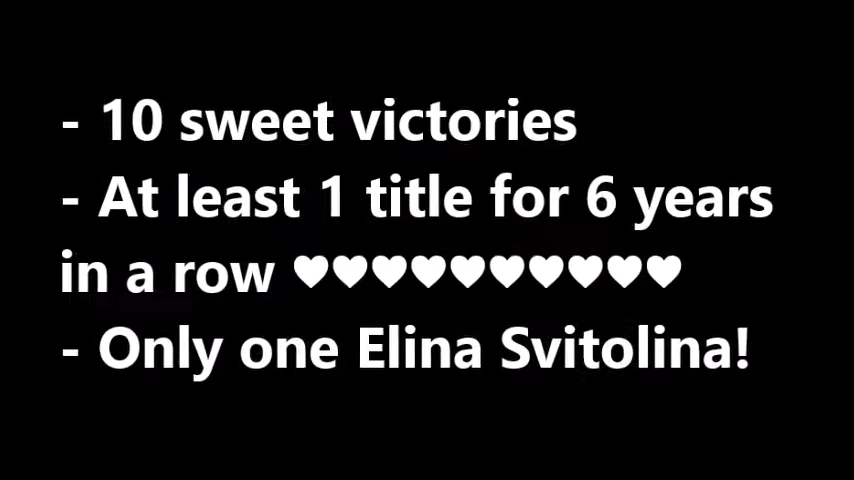 - 10 sweet victories
- At least 1 title for 6 years
in a row ♥♥♥♥♥♥♥♥♥♥
- Only one Elina Svitolina!